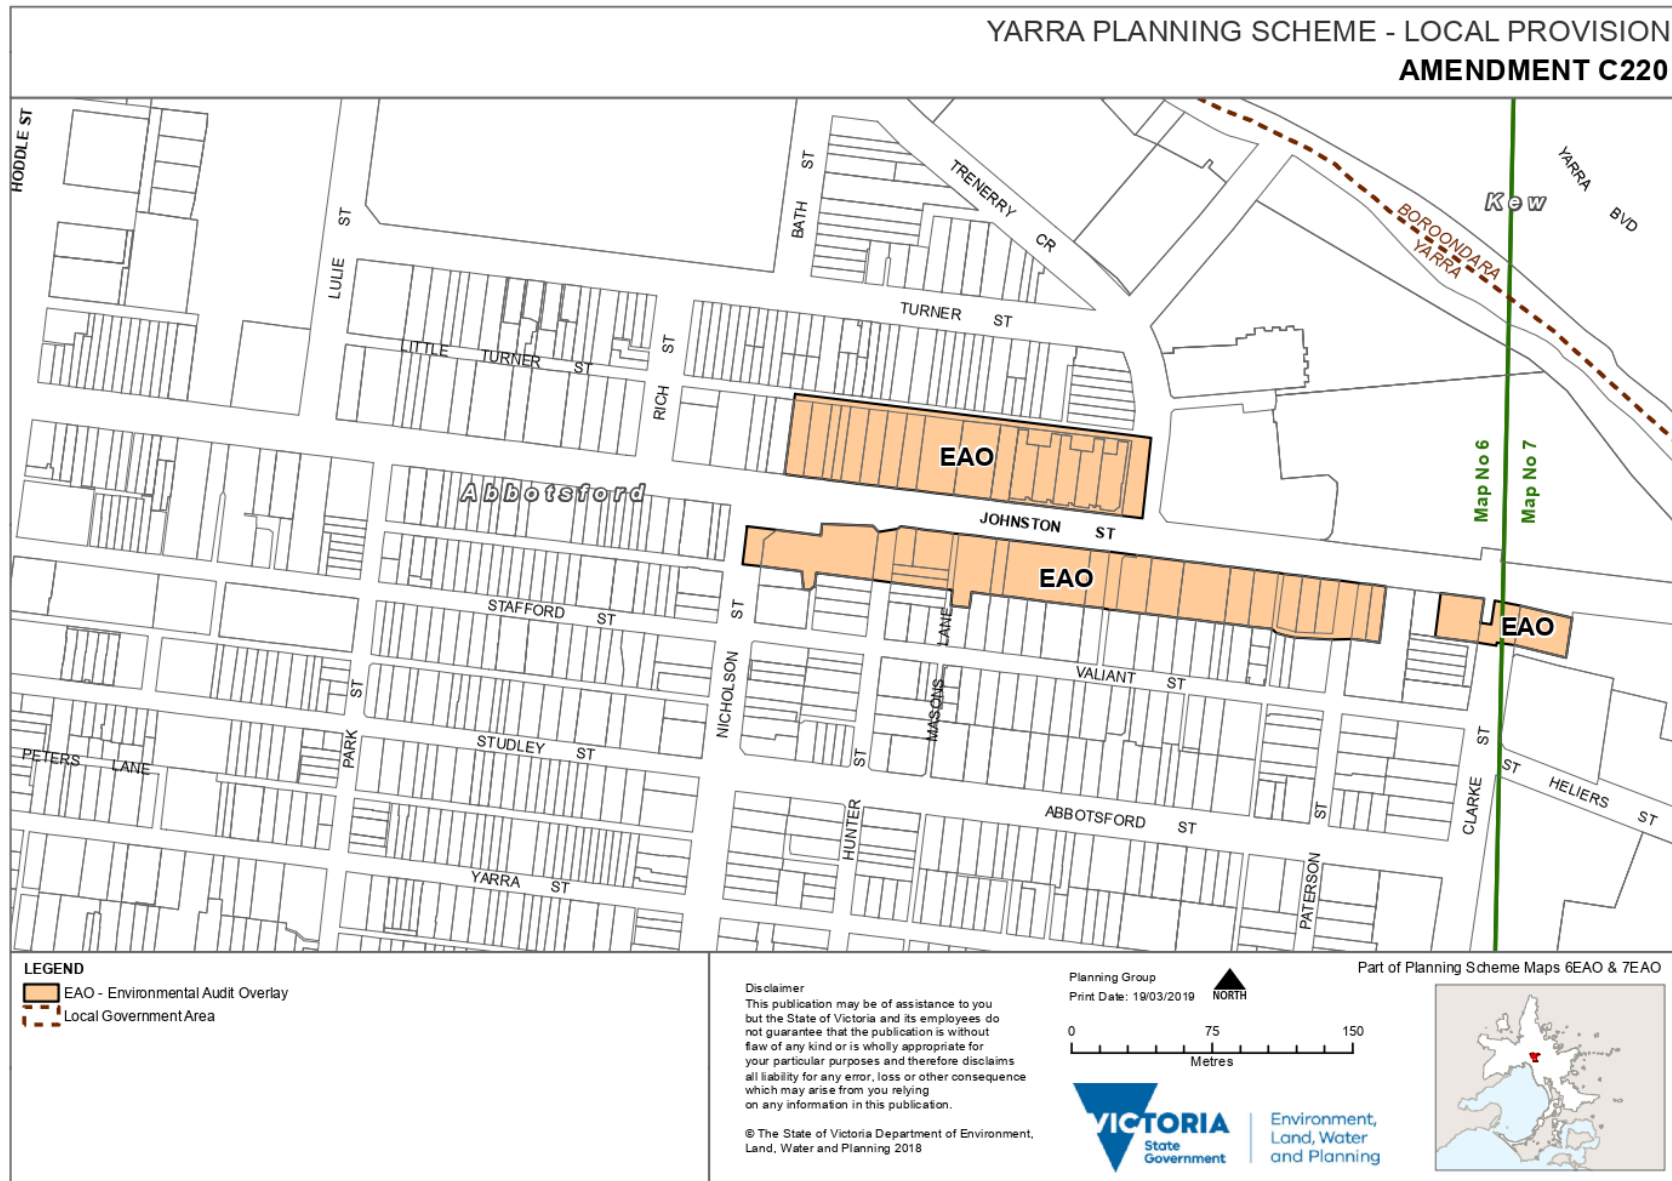 YARRA PLANNING SCHEME - LOCAL PROVISION
AMENDMENT C220
HODDLE ST
LULIE ST
BATH ST
TRENERRY CR
YARRA BVD
Kew
BOROONDARA
YARRA
TURNER ST
LITTLE TURNER ST
RICH ST
EAO
Map No 6
Map No 7
Abbotsford
JOHNSTON ST
EAO
EAO
STAFFORD ST
NICHOLSON ST
MASONS LANE
VALIANT ST
PARK ST
STUDLEY ST
PETERS LANE
HUNTER ST
ABBOTSFORD ST
PATERSON ST
CLARKE ST
ST HELIERS ST
YARRA ST
LEGEND
EAO - Environmental Audit Overlay
Local Government Area
Disclaimer
This publication may be of assistance to you
but the State of Victoria and its employees do
not guarantee that the publication is without
flaw of any kind or is wholly appropriate for
your particular purposes and therefore disclaims
all liability for any error, loss or other consequence
which may arise from you relying
on any information in this publication.
© The State of Victoria Department of Environment,
Land, Water and Planning 2018
Planning Group
Print Date: 19/03/2019
NORTH
0 75 150
Metres
VICTORIA
State
Government
Environment,
Land, Water
and Planning
Part of Planning Scheme Maps 6EAO & 7EAO